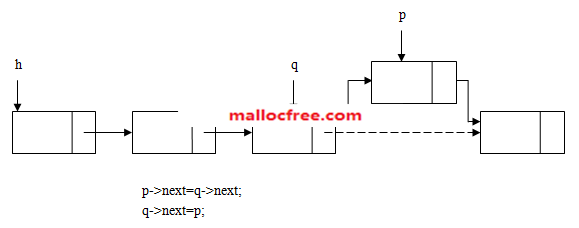 p
h
q
mallocfree.com
p->next=q->next;
q->next=p;